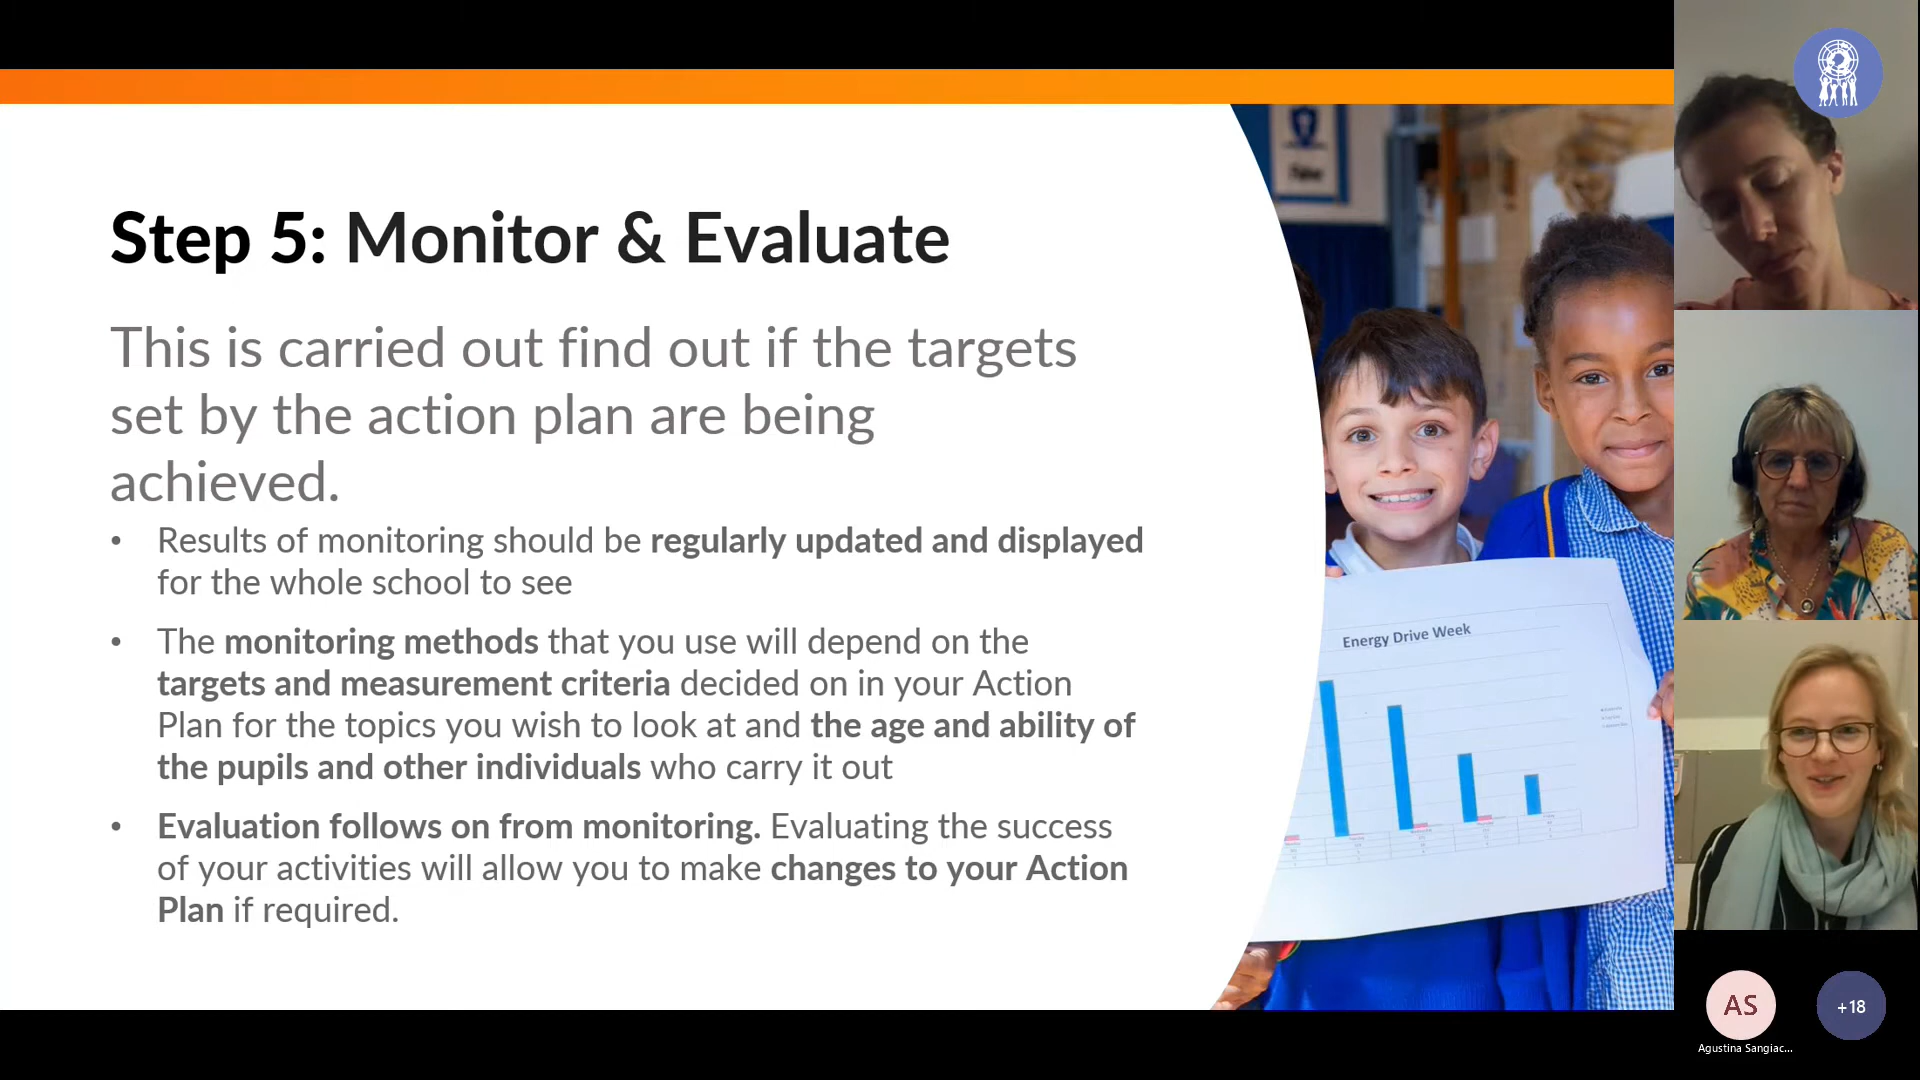 Step 5: Monitor & Evaluate
This is carried out find out if the targets
set by the action plan are being
achieved.
• Results of monitoring should be regularly updated and displayed
for the whole school to see
• The monitoring methods that you use will depend on the
targets and measurement criteria decided on in your Action
Plan for the topics you wish to look at and the age and ability of
the pupils and other individuals who carry it out
• Evaluation follows on from monitoring. Evaluating the success
of your activities will allow you to make changes to your Action
Plan if required.
Energy Drive Week
AS
+18
Agustina Sangiac...